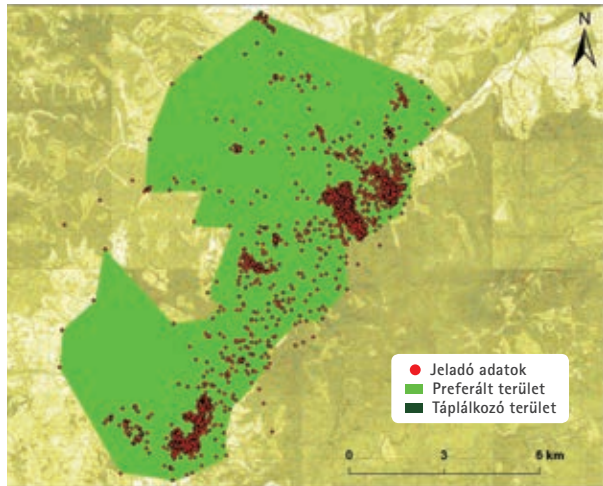 N
Jeladó adatok
Preferált terület
Táplálkozó terület
0 3 6 km